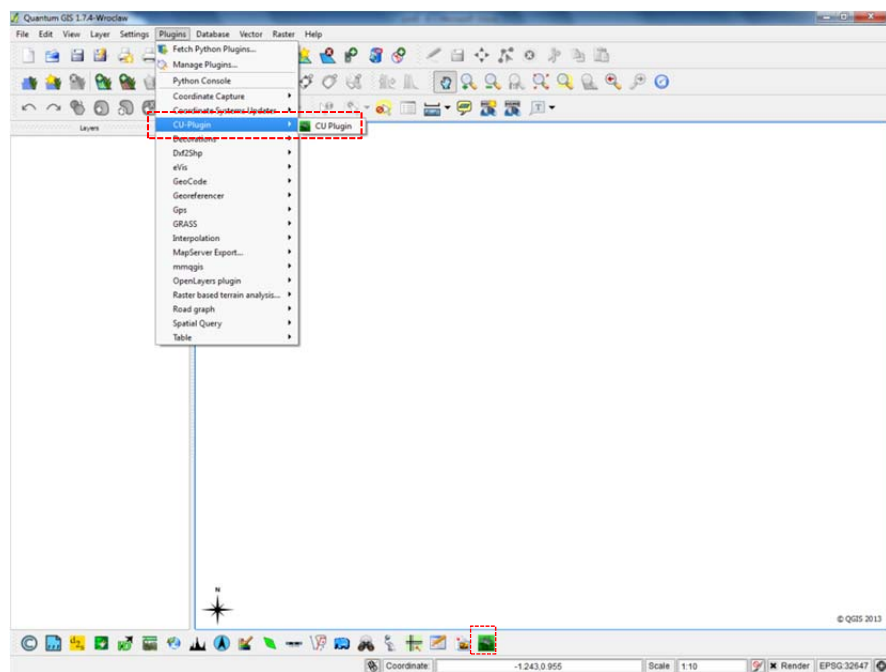 Quantum GIS 1.7.4-Wroclaw
File Edit View Layer Settings Plugins Database Vector Raster Help
Fetch Python Plugins...
Manage Plugins...
Python Console
Coordinate Capture
Coordinate Systems Updates
CU-Plugin
CU Plugin
Layers
Decorations
Dxf2Shp
eVis
GeoCode
Georeferencer
Gps
GRASS
Interpolation
MapServer Export...
mmqgis
OpenLayers plugin
Raster based terrain analysis...
Road graph
Spatial Query
Table
N
© QGIS 2013
Coordinate: -1.243,0.955 Scale 1:10 Render EPSG:32647